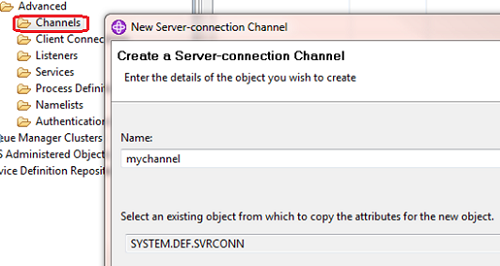 Advanced
Channels
Client Connec
Listeners
Services
Process Defini
Namelists
Authentication
ue Manager Clusters
S Administered Object
vice Definition Reposit
New Server-connection Channel
Create a Server-connection Channel
Enter the details of the object you wish to create
Name:
mychannel
Select an existing object from which to copy the attributes for the new object.
SYSTEM.DEF.SVRCONN